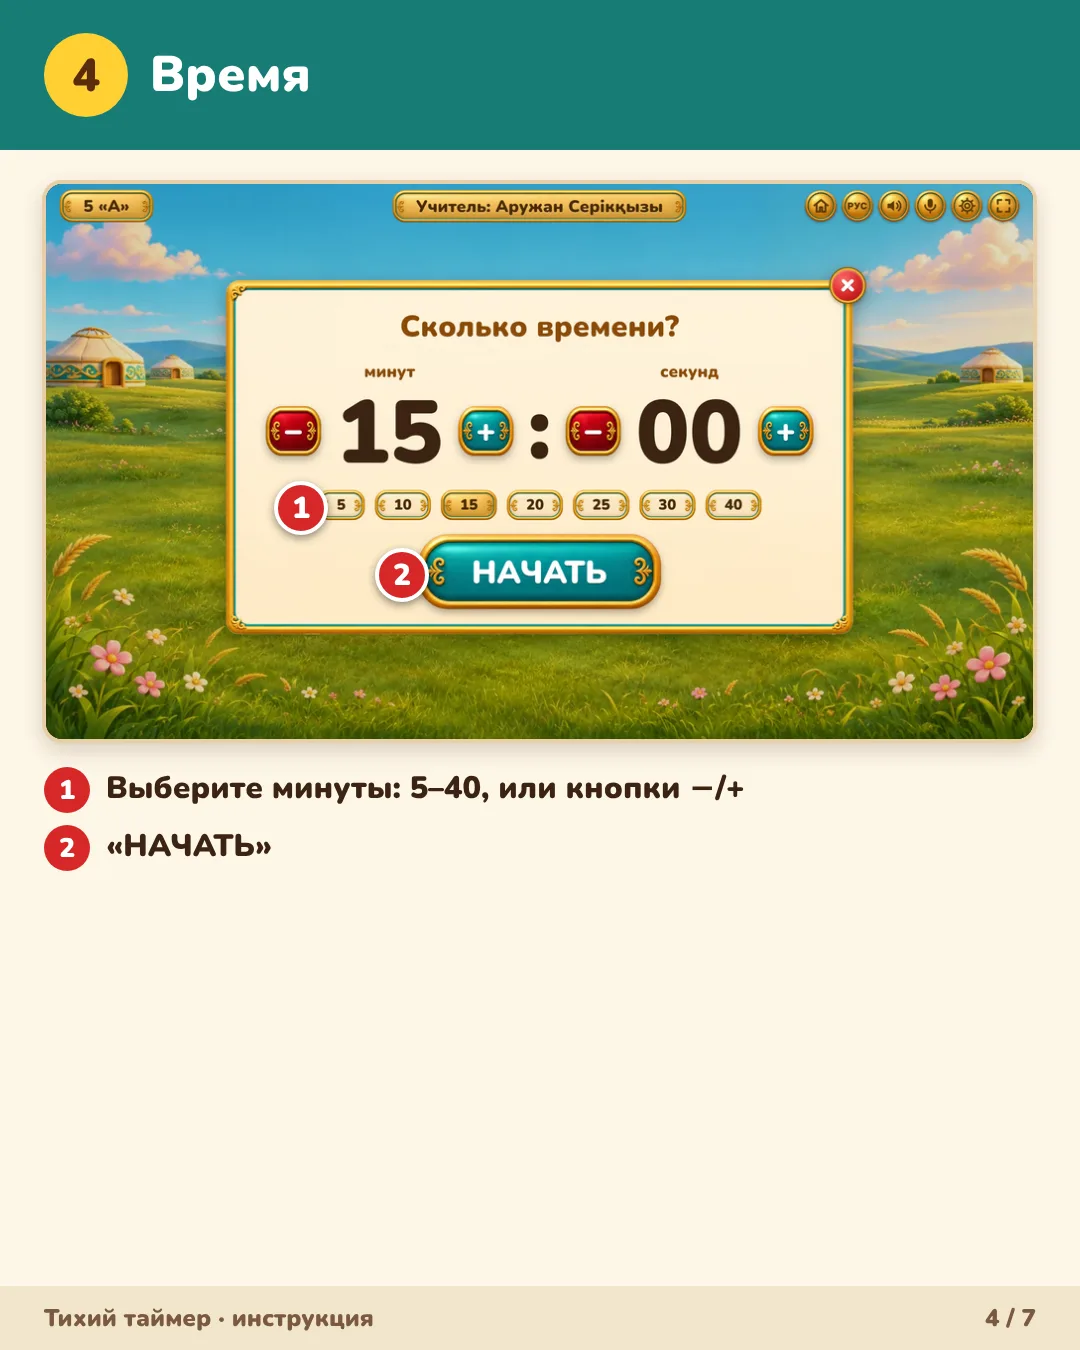 4 Время
5 «А»
Учитель: Аружан Серікқызы
РУС
Сколько времени?
минут секунд
− 15 + : − 00 +
1 5 10 15 20 25 30 40
2 НАЧАТЬ
1 Выберите минуты: 5–40, или кнопки −/+
2 «НАЧАТЬ»
Тихий таймер · инструкция 4 / 7